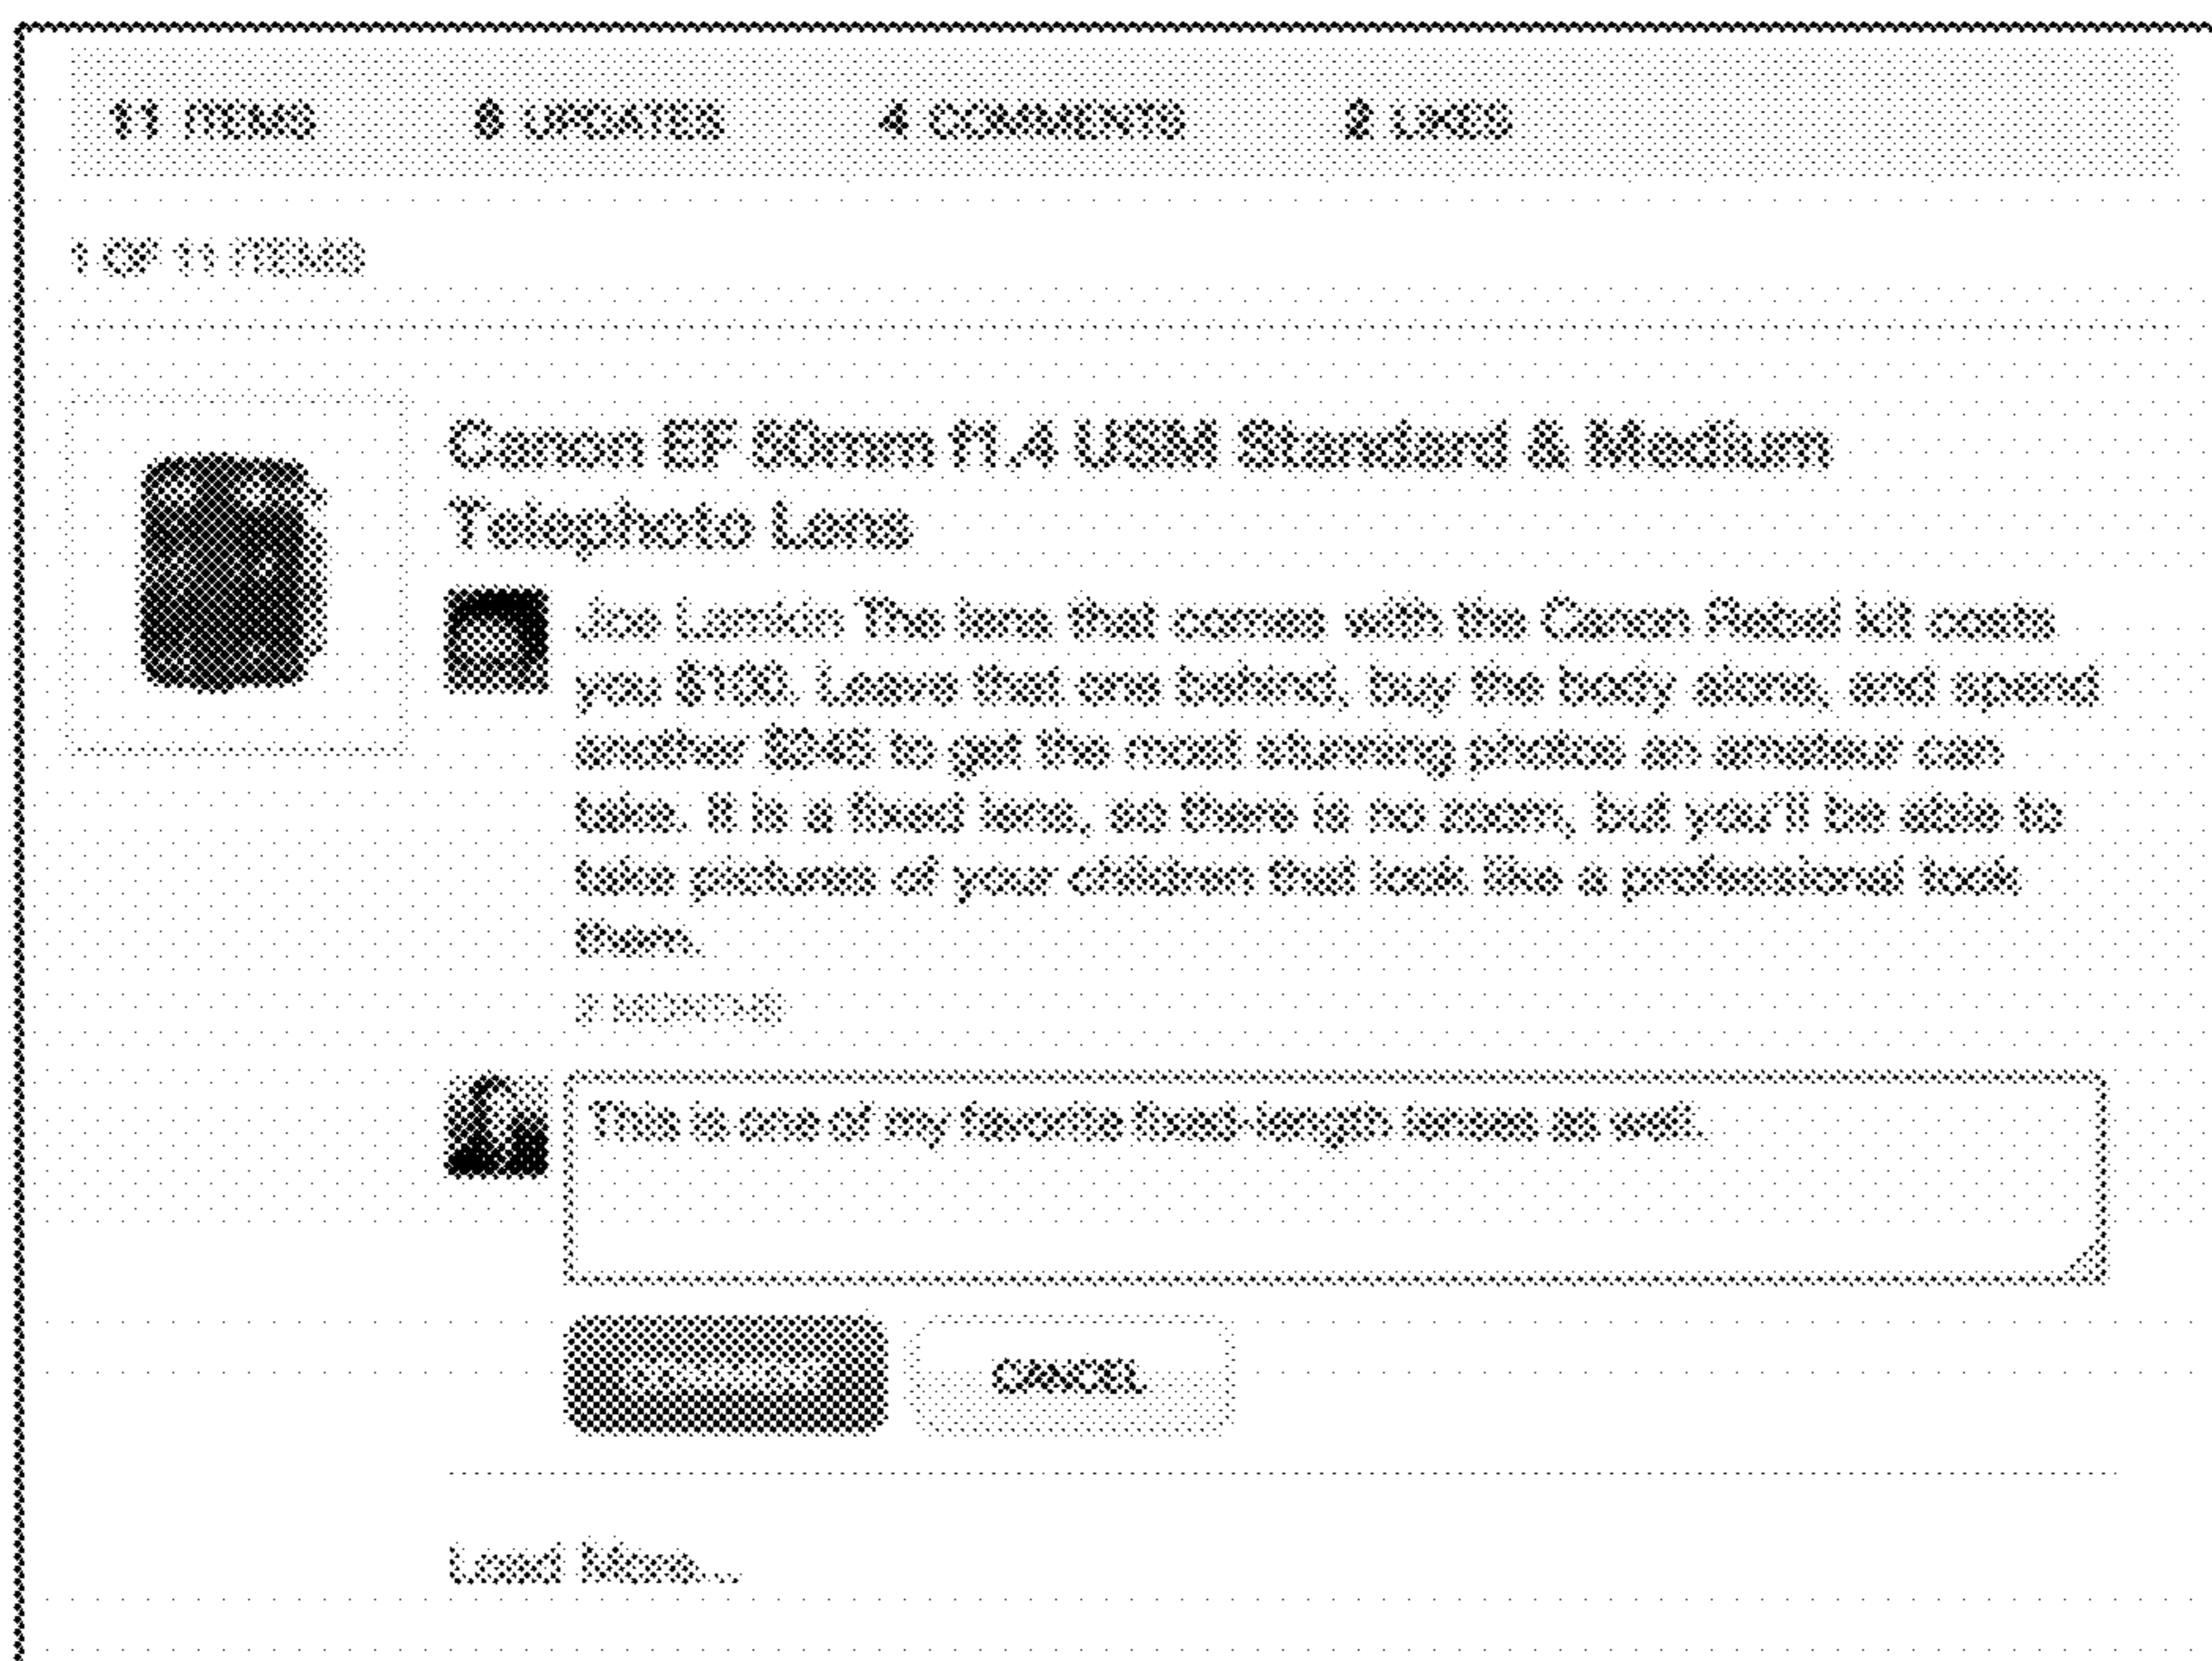 11 ITEMS 8 UPDATES 4 COMMENTS 2 LIKES
1 OF 11 ITEMS
Canon EF 50mm f1.4 USM Standard & Medium
Telephoto Lens
Joe The lens that comes with the Canon Rebel kit costs
you $100. Leave that one behind, buy the body alone, and spend
another to get the most stunning photos an amateur can
take. It is a fixed lens, so there is no zoom, but you'll be able to
take pictures of your children that look like a professional took
them.
MONTHS
This is one of my favorite fixed-length lenses as well.
CANCEL
Load More...